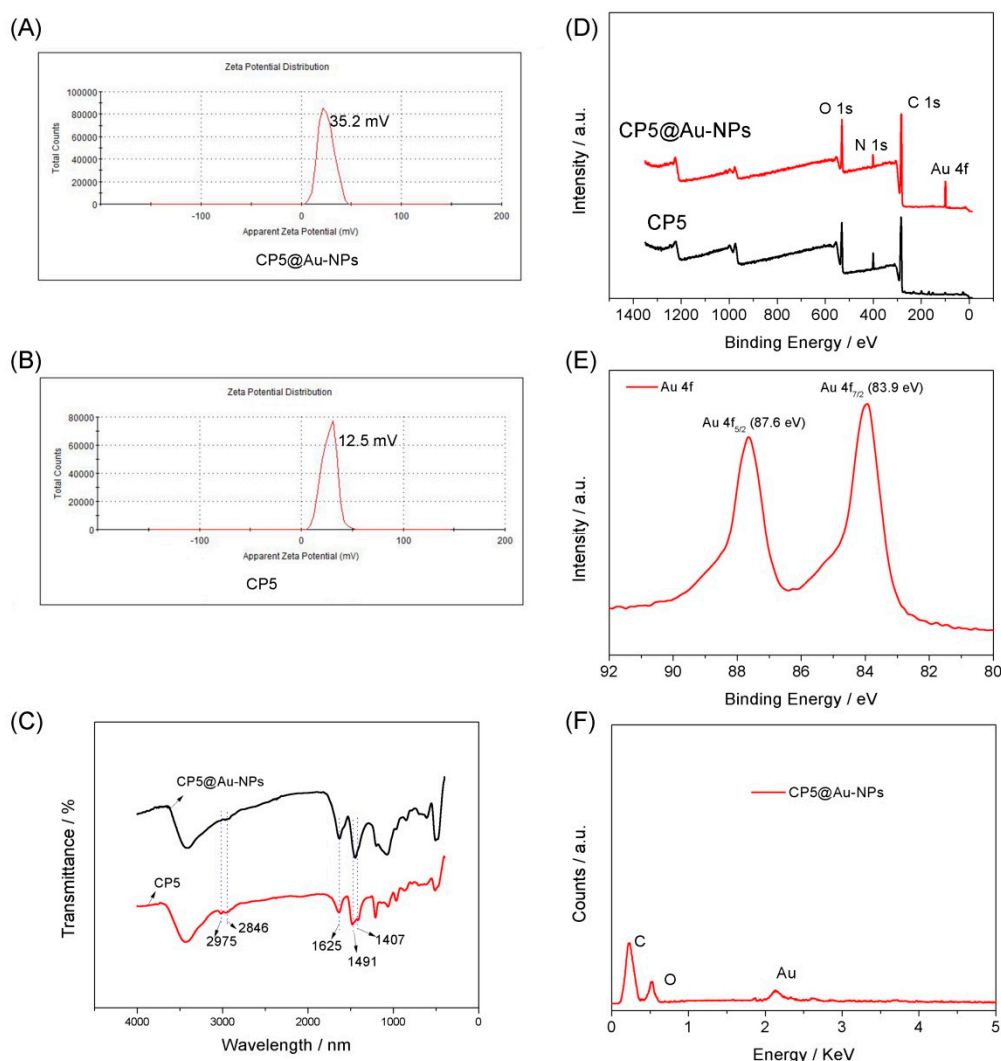 (A)
Zeta Potential Distribution
100000
80000
60000
40000
20000
0
Total Counts
35.2 mV
-100
0
100
200
Apparent Zeta Potential (mV)
CP5@Au-NPs
(B)
Zeta Potential Distribution
80000
60000
40000
20000
0
Total Counts
12.5 mV
-100
0
100
200
Apparent Zeta Potential (mV)
CP5
(C)
Transmittance / %
CP5@Au-NPs
CP5
2975
2846
1625
1491
1407
4000
3000
2000
1000
0
Wavelength / nm
(D)
Intensity / a.u.
CP5@Au-NPs
O 1s
N 1s
C 1s
Au 4f
CP5
1400
1200
1000
800
600
400
200
0
Binding Energy / eV
(E)
Intensity / a.u.
Au 4f
Au 4f5/2 (87.6 eV)
Au 4f7/2 (83.9 eV)
92
90
88
86
84
82
80
Binding Energy / eV
(F)
Counts / a.u.
CP5@Au-NPs
C
O
Au
0
1
2
3
4
5
Energy / KeV